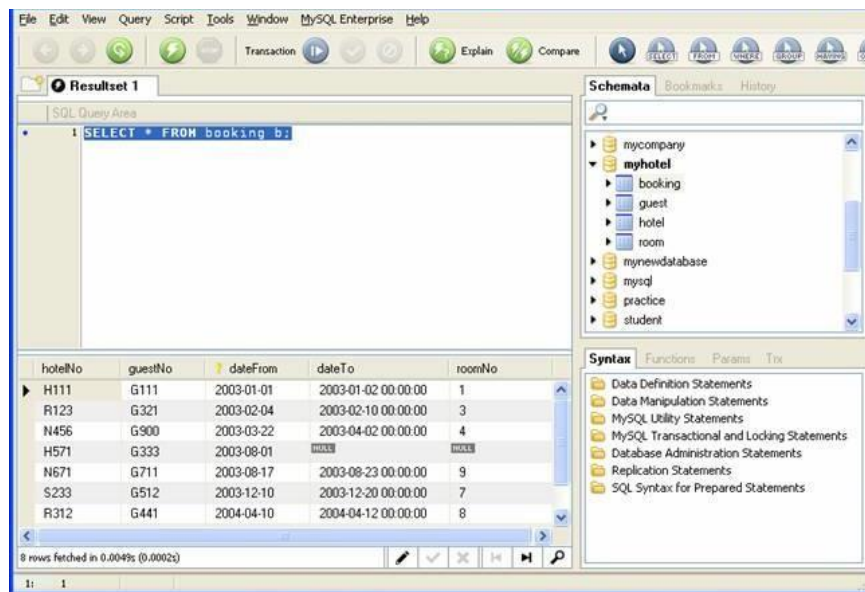 File Edit View Query Script Tools Window MySQL Enterprise Help
Transaction Explain Compare SELECT FROM WHERE GROUP HAVING
Resultset 1
SQL Query Area
1 SELECT * FROM booking b;
Schemata Bookmarks History
mycompany
myhotel
booking
guest
hotel
room
mynewdatabase
mysql
practice
student
hotelNo guestNo dateFrom dateTo roomNo
H111 G111 2003-01-01 2003-01-02 00:00:00 1
R123 G321 2003-02-04 2003-02-10 00:00:00 3
N456 G900 2003-03-22 2003-04-02 00:00:00 4
H571 G333 2003-08-01 NULL NULL
N671 G711 2003-08-17 2003-08-23 00:00:00 9
S233 G512 2003-12-10 2003-12-20 00:00:00 7
R312 G441 2004-04-10 2004-04-12 00:00:00 8
8 rows fetched in 0.0049s (0.0002s)
Syntax Functions Params Trx
Data Definition Statements
Data Manipulation Statements
MySQL Utility Statements
MySQL Transactional and Locking Statements
Database Administration Statements
Replication Statements
SQL Syntax for Prepared Statements
1: 1